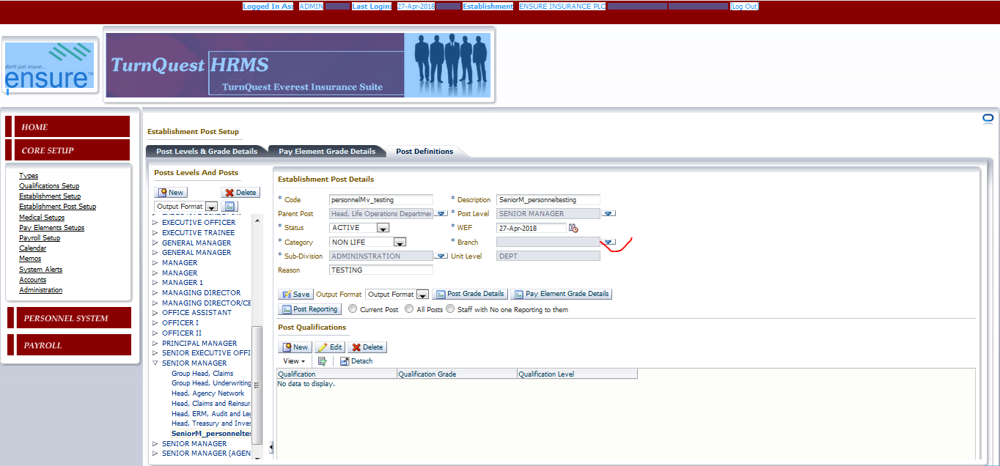 Logged In As: ADMIN Last Login: 27-Apr-2018 Establishment ENSURE INSURANCE PLC [Log Out]
don't just insure...
ensure™
TurnQuest HRMS
TurnQuest Everest Insurance Suite
HOME
CORE SETUP
Types
Qualifications Setup
Establishment Setup
Establishment Post Setup
Medical Setups
Pay Elements Setups
Payroll Setup
Calendar
Memos
System Alerts
Accounts
Administration
PERSONNEL SYSTEM
PAYROLL
Establishment Post Setup
Post Levels & Grade Details Pay Element Grade Details Post Definitions
Posts Levels And Posts
New Delete
Output Format
EXECUTIVE DIRECTOR
EXECUTIVE OFFICER
EXECUTIVE TRAINEE
GENERAL MANAGER
GENERAL MANAGER
MANAGER
MANAGER
MANAGER 1
MANAGING DIRECTOR
MANAGING DIRECTOR/CE
OFFICE ASSISTANT
OFFICER I
OFFICER II
PRINCIPAL MANAGER
SENIOR EXECUTIVE OFFI
SENIOR MANAGER
Group Head, Claims
Group Head, Underwriting
Head, Agency Network
Head, Claims and Reinsura
Head, ERM, Audit and Leg
Head, Treasury and Inves
SeniorM_personneltes
SENIOR MANAGER
SENIOR MANAGER (AGEN
Establishment Post Details
* Code personnelMv_testing * Description SeniorM_personneltesting
Parent Post Head, Life Operations Departmen * Post Level SENIOR MANAGER
* Status ACTIVE * WEF 27-Apr-2018
* Category NON LIFE * Branch
* Sub-Division ADMININSTRATION Unit Level DEPT
Reason TESTING
Save Output Format Output Format Post Grade Details Pay Element Grade Details
Post Reporting Current Post All Posts Staff with No one Reporting to them
Post Qualifications
New Edit Delete
View Detach
Qualification Qualification Grade Qualification Level
No data to display.